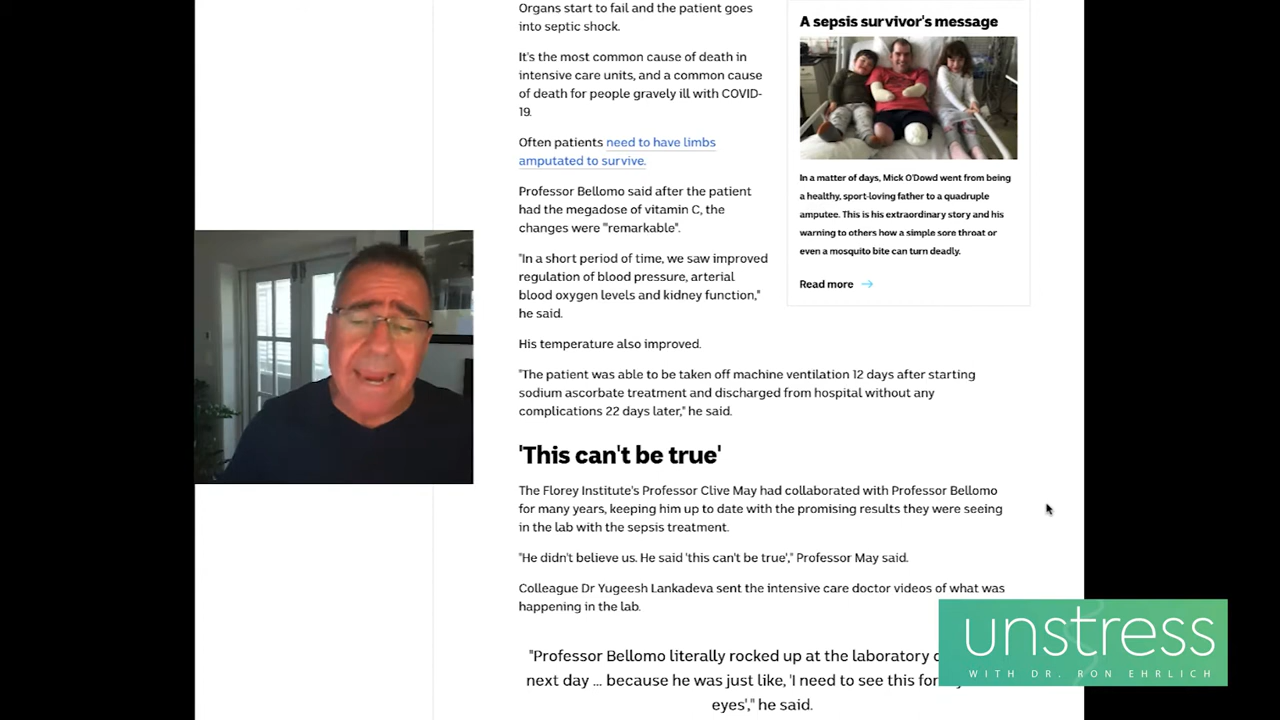 Organs start to fail and the patient goes
into septic shock.
It's the most common cause of death in
intensive care units, and a common cause
of death for people gravely ill with COVID-
19.
Often patients need to have limbs
amputated to survive.
Professor Bellomo said after the patient
had the megadose of vitamin C, the
changes were "remarkable".
"In a short period of time, we saw improved
regulation of blood pressure, arterial
blood oxygen levels and kidney function,"
he said.
His temperature also improved.
"The patient was able to be taken off machine ventilation 12 days after starting
sodium ascorbate treatment and discharged from hospital without any
complications 22 days later," he said.
'This can't be true'
The Florey Institute's Professor Clive May had collaborated with Professor Bellomo
for many years, keeping him up to date with the promising results they were seeing
in the lab with the sepsis treatment.
"He didn't believe us. He said 'this can't be true'," Professor May said.
Colleague Dr Yugeesh Lankadeva sent the intensive care doctor videos of what was
happening in the lab.
"Professor Bellomo literally rocked up at the laboratory
next day ... because he was just like, 'I need to see this for
eyes'," he said.
A sepsis survivor's message
In a matter of days, Mick O'Dowd went from being
a healthy, sport-loving father to a quadruple
amputee. This is his extraordinary story and his
warning to others how a simple sore throat or
even a mosquito bite can turn deadly.
Read more
unstress
WITH DR. RON EHRLICH